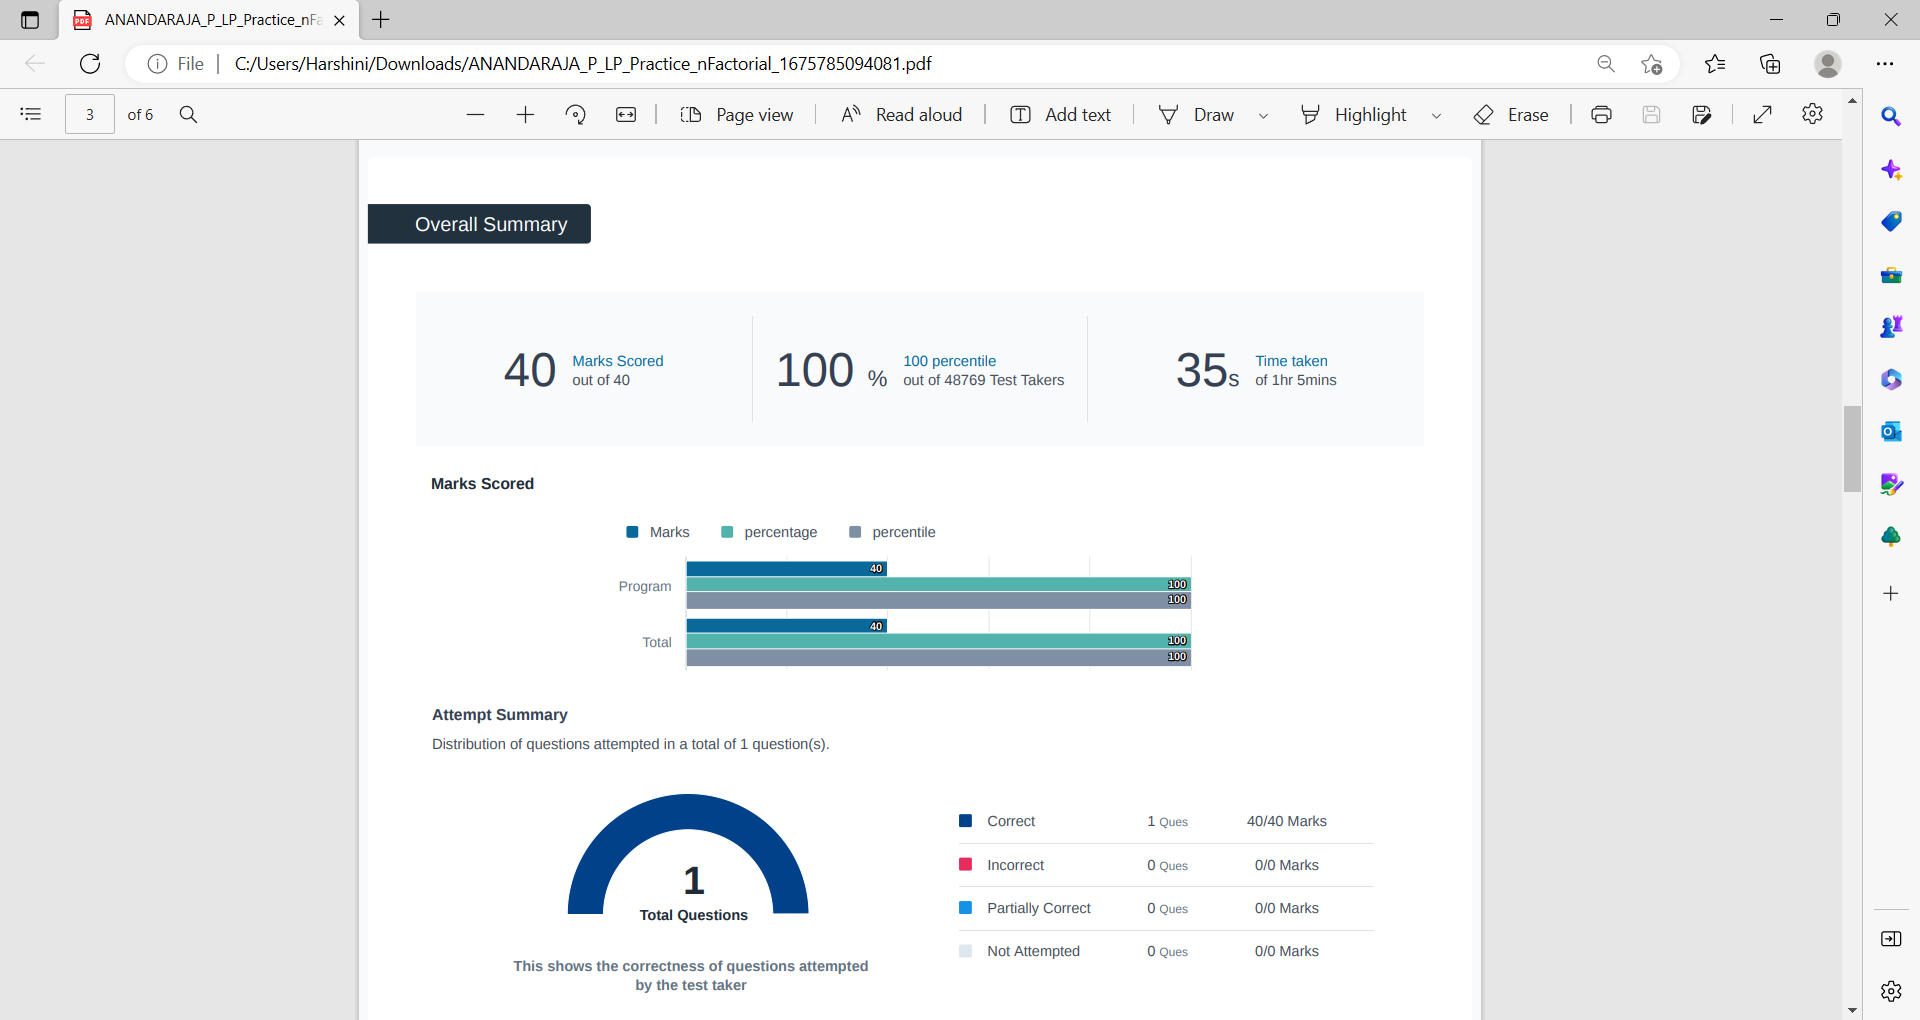 ANANDARAJA_P_LP_Practice_nFa
File
C:/Users/Harshini/Downloads/ANANDARAJA_P_LP_Practice_nFactorial_1675785094081.pdf
3 of 6
Page view
Read aloud
Add text
Draw
Highlight
Erase
Overall Summary
40 Marks Scored
out of 40
100 % 100 percentile
out of 48769 Test Takers
35s Time taken
of 1hr 5mins
Marks Scored
Marks percentage percentile
Program 40
100
100
Total 40
100
100
Attempt Summary
Distribution of questions attempted in a total of 1 question(s).
1
Total Questions
This shows the correctness of questions attempted
by the test taker
Correct 1 Ques 40/40 Marks
Incorrect 0 Ques 0/0 Marks
Partially Correct 0 Ques 0/0 Marks
Not Attempted 0 Ques 0/0 Marks